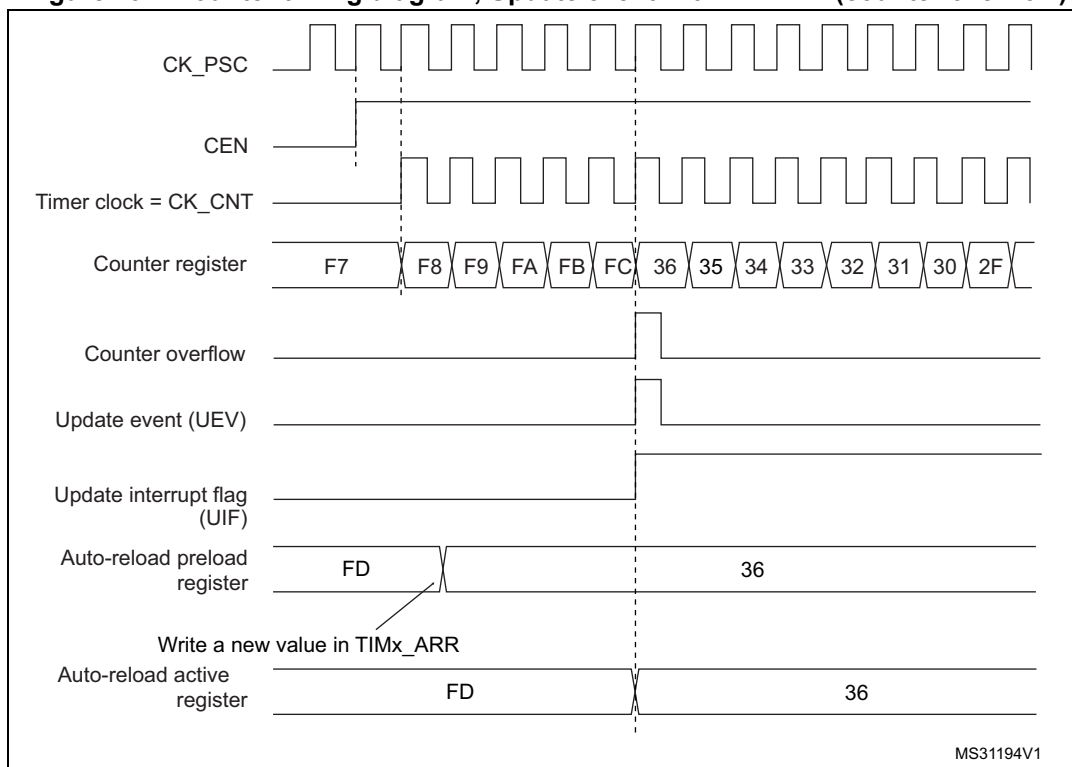 CK_PSC
CEN
Timer clock = CK_CNT
Counter register F7 F8 F9 FA FB FC 36 35 34 33 32 31 30 2F
Counter overflow
Update event (UEV)
Update interrupt flag
(UIF)
Auto-reload preload
register
FD 36
Write a new value in TIMx_ARR
Auto-reload active
register
FD 36
MS31194V1